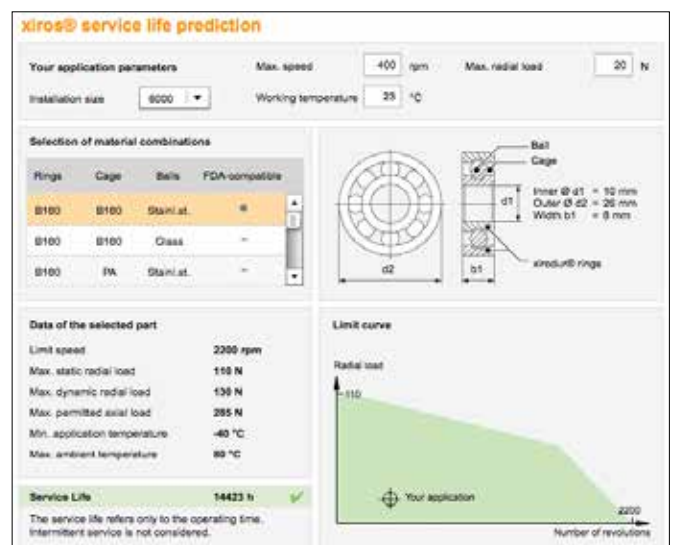 xiros® service life prediction
Your application parameters
Max. speed 400 rpm
Max. radial load 20 N
Installation size 6000
Working temperature 25 °C
Selection of material combinations
Rings Cage Balls FDA-compatible
B180 B180 Stainl.st.
B180 B180 Glass -
B180 PA Stainl.st. -
Ball
Cage
Inner Ø d1 = 10 mm
Outer Ø d2 = 26 mm
Width b1 = 8 mm
d1
xirodur® rings
d2
b1
Data of the selected part
Limit speed 2200 rpm
Max. static radial load 110 N
Max. dynamic radial load 130 N
Max. permitted axial load 285 N
Min. application temperature -40 °C
Max. ambient temperature 80 °C
Service Life 14423 h
The service life refers only to the operating time.
Intermittent service is not considered.
Limit curve
Radial load
110
Your application
2200
Number of revolutions